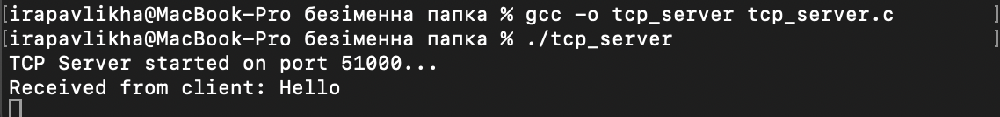 [irapavlikha@MacBook-Pro безіменна папка % gcc -o tcp_server tcp_server.c ]
[irapavlikha@MacBook-Pro безіменна папка % ./tcp_server ]
TCP Server started on port 51000...
Received from client: Hello